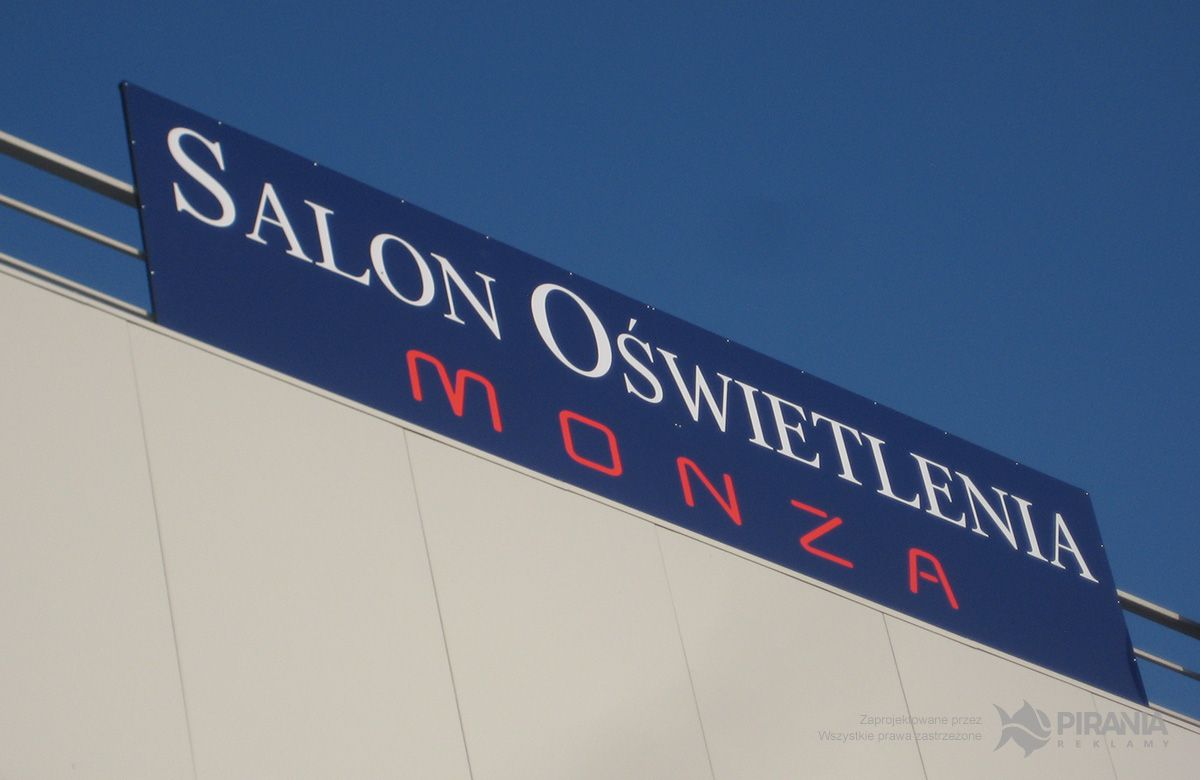 SALON OŚWIETLENIA
MONZA
Zaprojektowane przez
Wszystkie prawa zastrzeżone
PIRANIA
REKLAMY